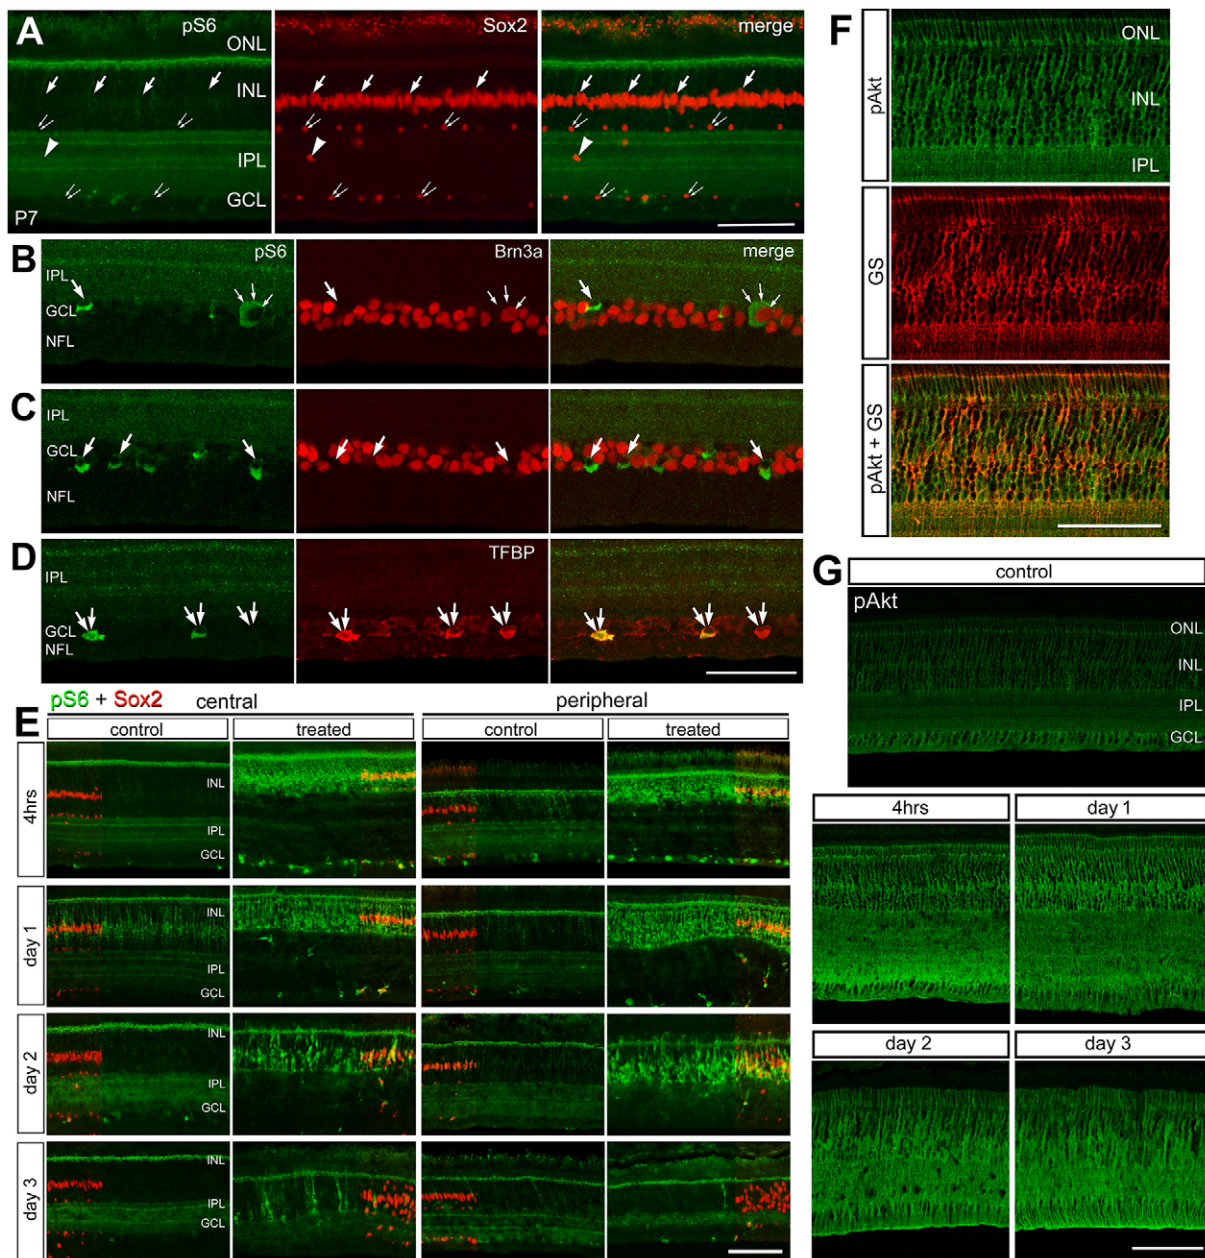 A
pS6
Sox2
merge
ONL
INL
IPL
GCL
P7
B
pS6
Brn3a
merge
IPL
GCL
NFL
C
IPL
GCL
NFL
D
TFBP
IPL
GCL
NFL
E
pS6 + Sox2
central
peripheral
control
treated
control
treated
4hrs
INL
IPL
GCL
day 1
INL
IPL
GCL
day 2
INL
IPL
GCL
day 3
INL
IPL
GCL
F
pAkt
ONL
INL
IPL
GS
pAkt + GS
G
control
pAkt
ONL
INL
IPL
GCL
4hrs
day 1
day 2
day 3